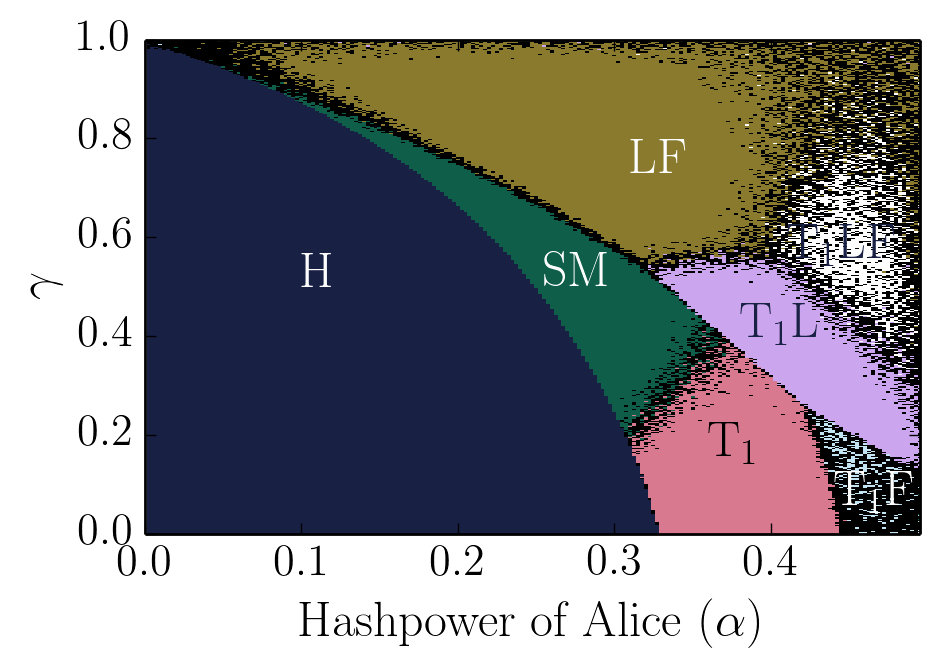 1.0
0.8
LF
0.6
T₁LF
H
SM
γ
T₁L
0.4
T₁
0.2
T₁F
0.0
0.0 0.1 0.2 0.3 0.4
Hashpower of Alice (α)